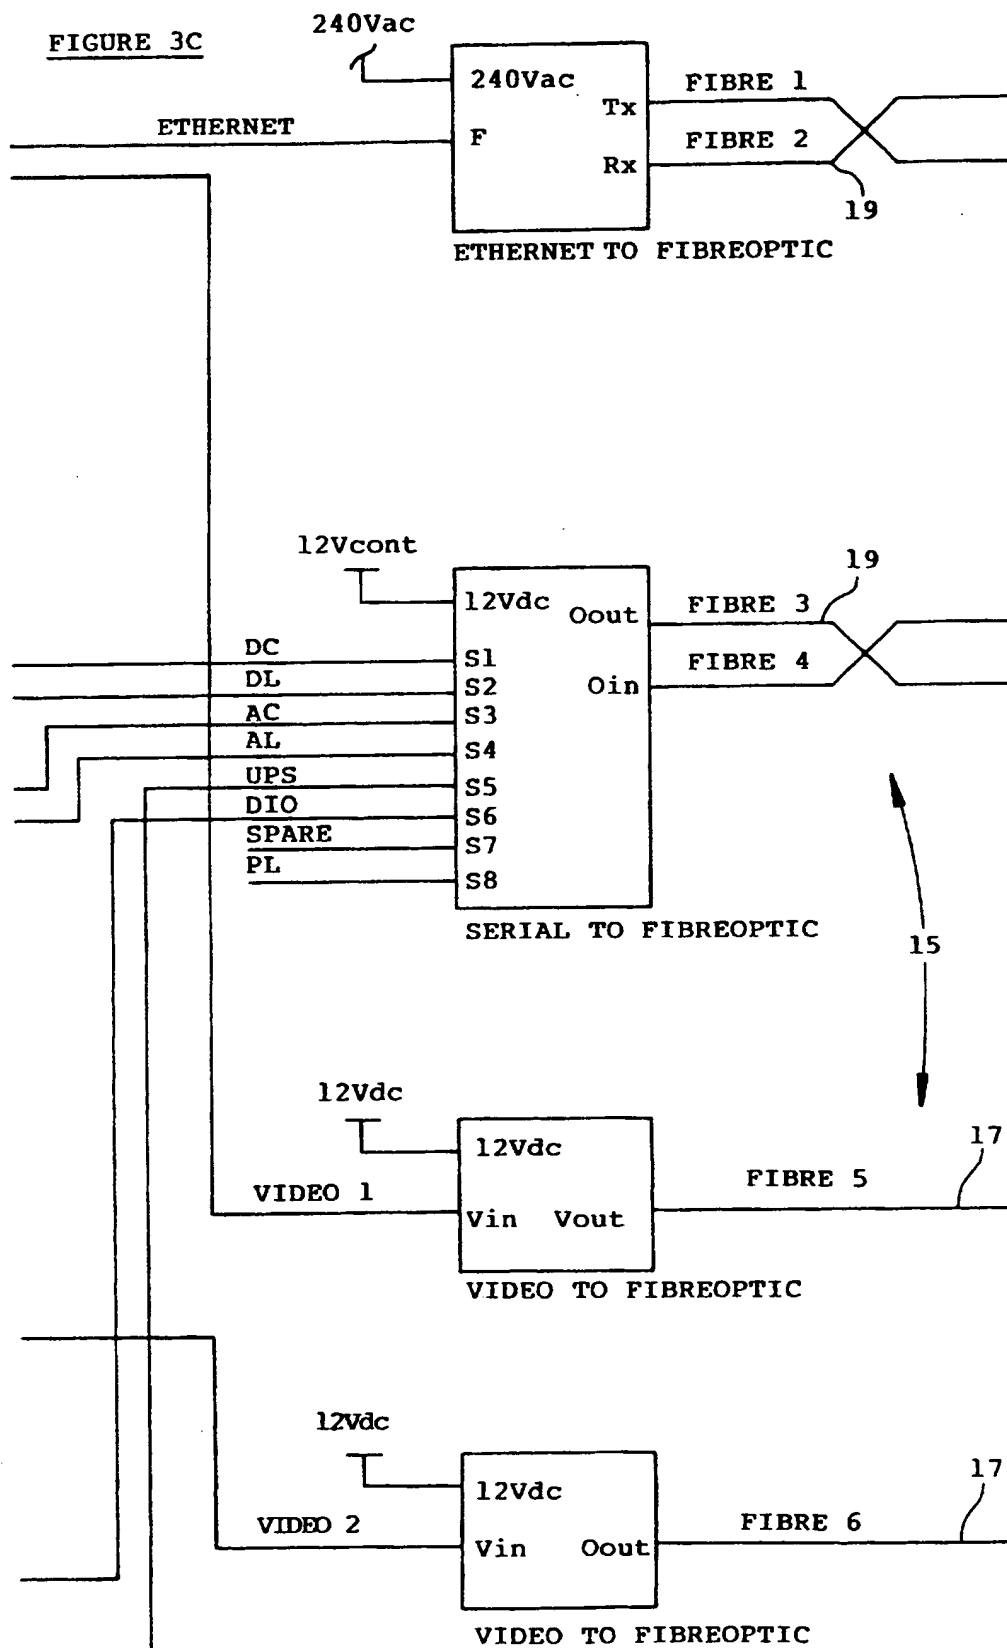 FIGURE 3C
240Vac
240Vac
Tx
FIBRE 1
ETHERNET
F
FIBRE 2
Rx
19
ETHERNET TO FIBREOPTIC
12Vcont
19
12Vdc
Oout
FIBRE 3
DC
S1
FIBRE 4
DL
S2
Oin
AC
S3
AL
S4
UPS
S5
DIO
S6
SPARE
S7
PL
S8
SERIAL TO FIBREOPTIC
15
12Vdc
12Vdc
17
FIBRE 5
VIDEO 1
Vin Vout
VIDEO TO FIBREOPTIC
12Vdc
12Vdc
17
FIBRE 6
VIDEO 2
Vin Oout
VIDEO TO FIBREOPTIC